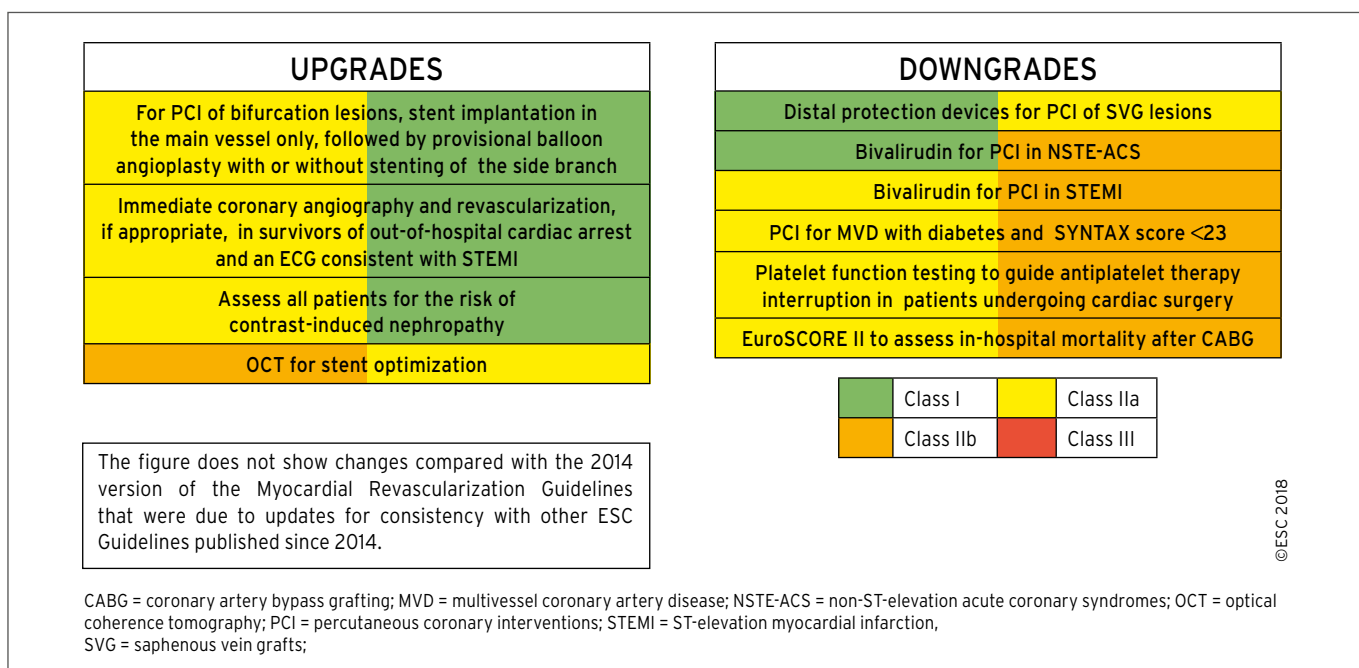 UPGRADES
For PCI of bifurcation lesions, stent implantation in
the main vessel only, followed by provisional balloon
angioplasty with or without stenting of the side branch
Immediate coronary angiography and revascularization,
if appropriate, in survivors of out-of-hospital cardiac arrest
and an ECG consistent with STEMI
Assess all patients for the risk of
contrast-induced nephropathy
OCT for stent optimization
DOWNGRADES
Distal protection devices for PCI of SVG lesions
Bivalirudin for PCI in NSTE-ACS
Bivalirudin for PCI in STEMI
PCI for MVD with diabetes and SYNTAX score <23
Platelet function testing to guide antiplatelet therapy
interruption in patients undergoing cardiac surgery
EuroSCORE II to assess in-hospital mortality after CABG
Class I
Class IIa
Class IIb
Class III
The figure does not show changes compared with the 2014
version of the Myocardial Revascularization Guidelines
that were due to updates for consistency with other ESC
Guidelines published since 2014.
©ESC 2018
CABG = coronary artery bypass grafting; MVD = multivessel coronary artery disease; NSTE-ACS = non-ST-elevation acute coronary syndromes; OCT = optical
coherence tomography; PCI = percutaneous coronary interventions; STEMI = ST-elevation myocardial infarction,
SVG = saphenous vein grafts;